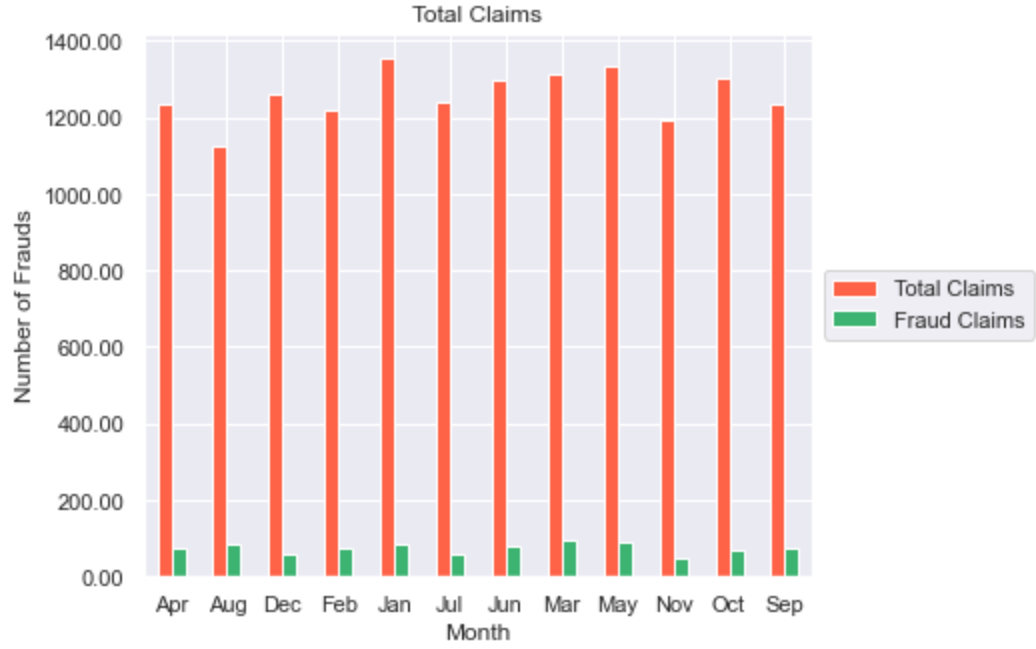 Total Claims
1400.00
1200.00
1000.00
800.00
600.00
400.00
200.00
0.00
Number of Frauds
Apr Aug Dec Feb Jan Jul Jun Mar May Nov Oct Sep
Month
Total Claims
Fraud Claims